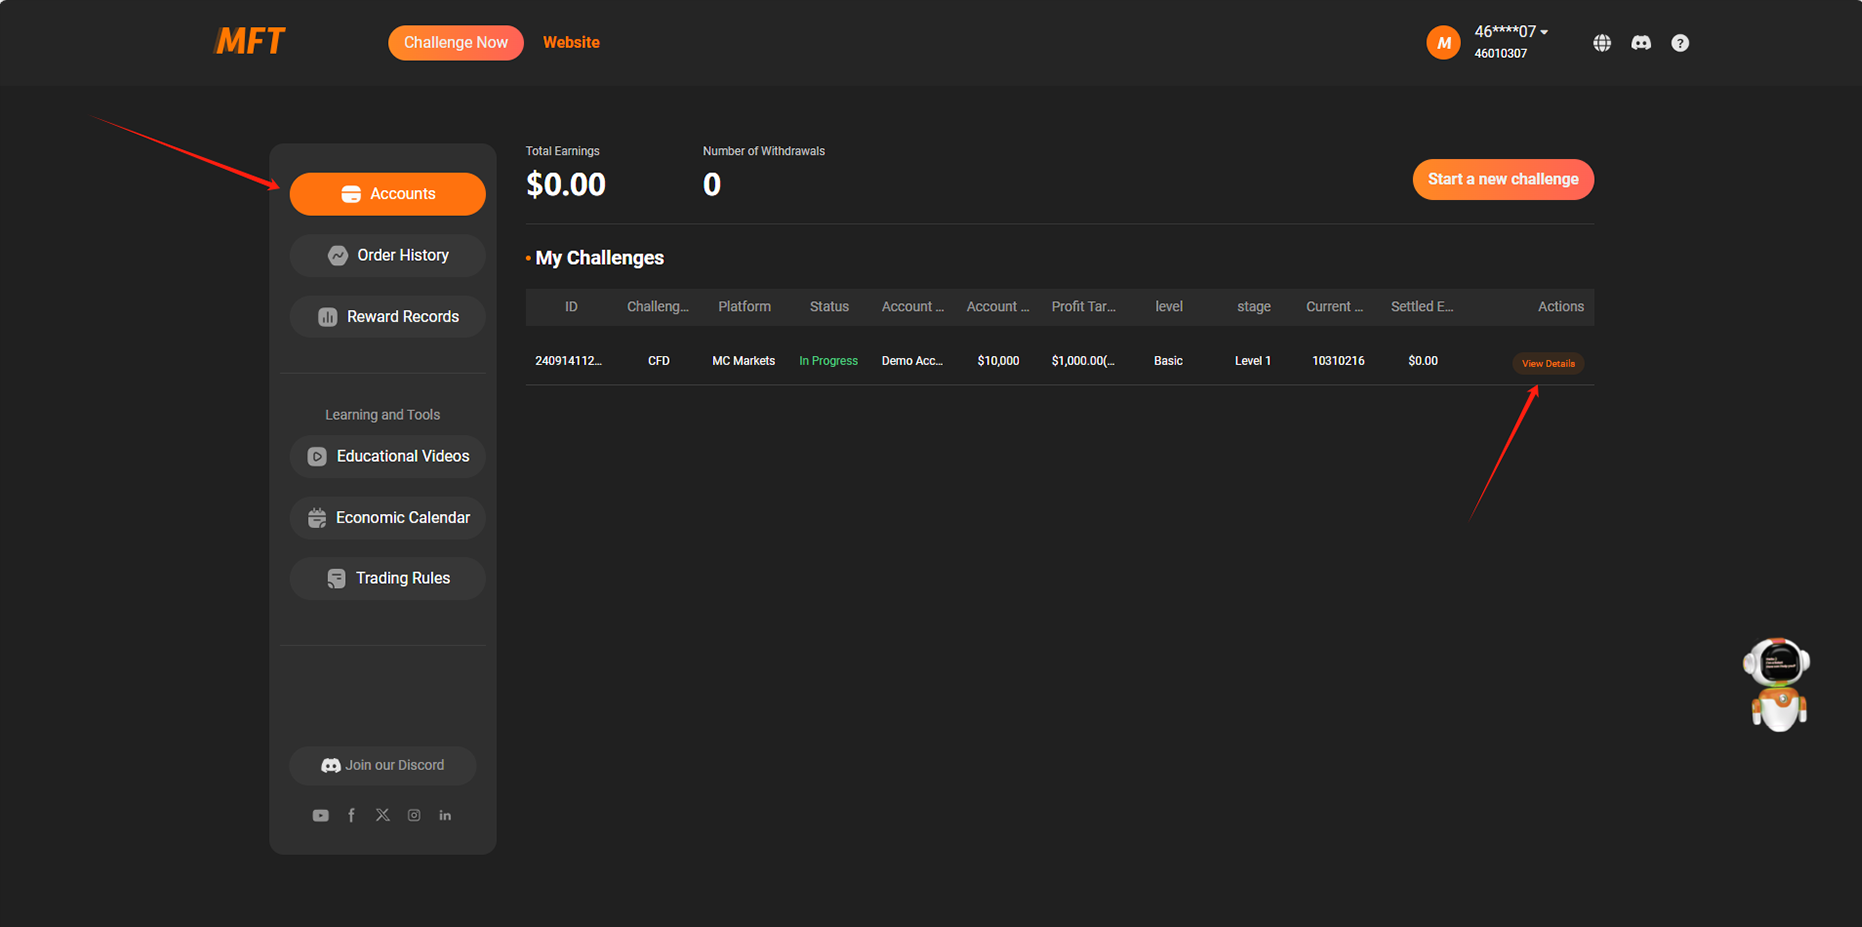 MFT
Challenge Now
Website
M
46****07
46010307
?
Accounts
Order History
Reward Records
Learning and Tools
Educational Videos
Economic Calendar
Trading Rules
Join our Discord
Total Earnings
$0.00
Number of Withdrawals
0
Start a new challenge
My Challenges
ID Challeng... Platform Status Account ... Account ... Profit Tar... level stage Current ... Settled E... Actions
240914112... CFD MC Markets In Progress Demo Acc... $10,000 $1,000.00(... Basic Level 1 10310216 $0.00 View Details